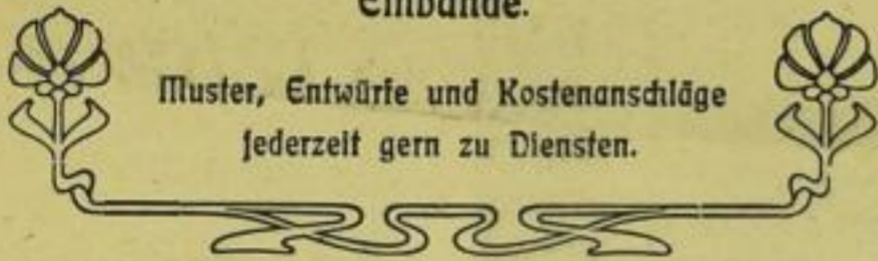 Einbände.
Muster, Entwürfe und Kostenanschläge
jederzeit gern zu Diensten.